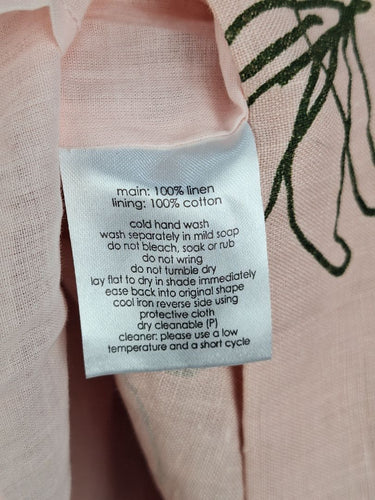 main: 100% linen
lining: 100% cotton
cold hand wash
wash separately in mild soap
do not bleach, soak or rub
do not wring
do not tumble dry
lay flat to dry in shade immediately
ease back into original shape
cool iron reverse side using
protective cloth
dry cleanable (P)
cleaner: please use a low
temperature and a short cycle